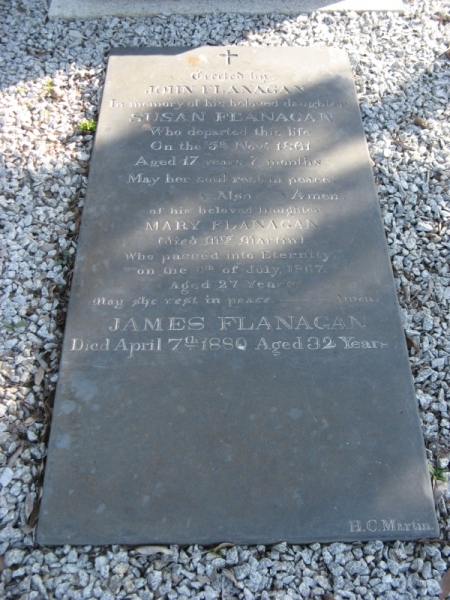 Erected by
JOHN FLANAGAN
In memory of his beloved daughter
SUSAN FLANAGAN
Who departed this life
On the 5th Novr 1861
Aged 17 years 7 months
May her soul rest in peace
Also Amen
of his beloved Daughter
MARY FLANAGAN
Martin)
Who passed into Eternity
on the of July, 1867
Aged 27 Years
May she rest in peace Amen
JAMES FLANAGAN
Died April 7th 1880 Aged 32 Years
H.C. Martin.